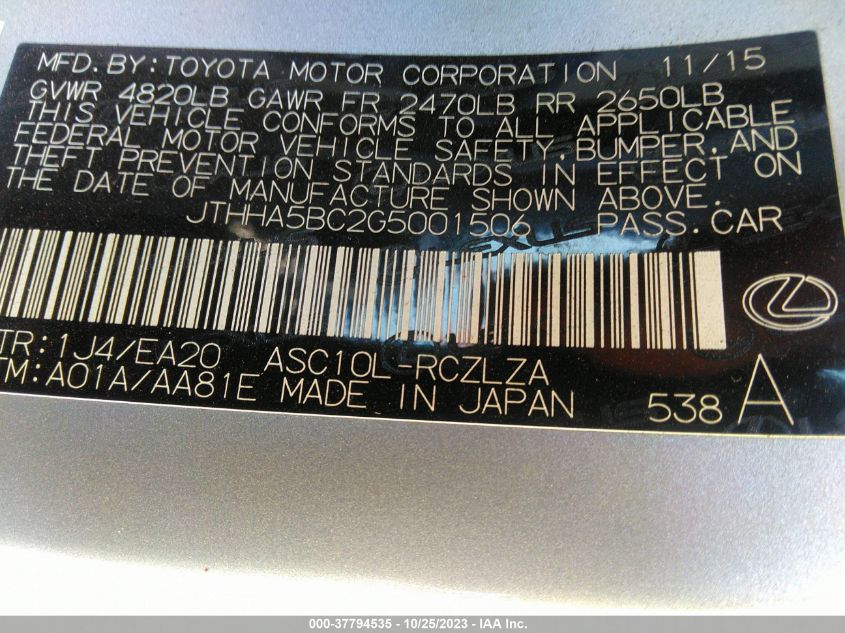 MFD.BY:TOYOTA MOTOR CORPORATION 11/15
GVWR 4820LB GAWR FR 2470LB RR 2650LB
THIS VEHICLE CONFORMS TO ALL APPLICABLE
FEDERAL MOTOR VEHICLE SAFETY,BUMPER,AND
THEFT PREVENTION STANDARDS IN EFFECT ON
THE DATE OF MANUFACTURE SHOWN ABOVE.
JTHHA5BC2G5001506 PASS.CAR
TR:1J4/EA20 ASC10L-RCZLZA
TM:A01A/AA81E MADE IN JAPAN 538 A
000-37794535 - 10/25/2023 - IAA Inc.